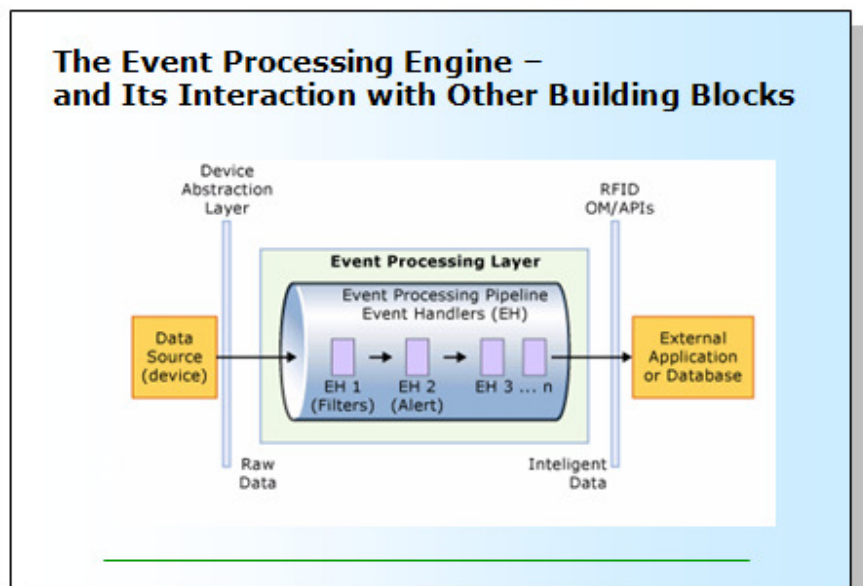 The Event Processing Engine –
and Its Interaction with Other Building Blocks
Device
Abstraction
Layer
RFID
OM/APIs
Event Processing Layer
Event Processing Pipeline
Event Handlers (EH)
Data
Source
(device)
EH 1
(Filters)
EH 2
(Alert)
EH 3 ... n
External
Application
or Database
Raw
Data
Inteligent
Data